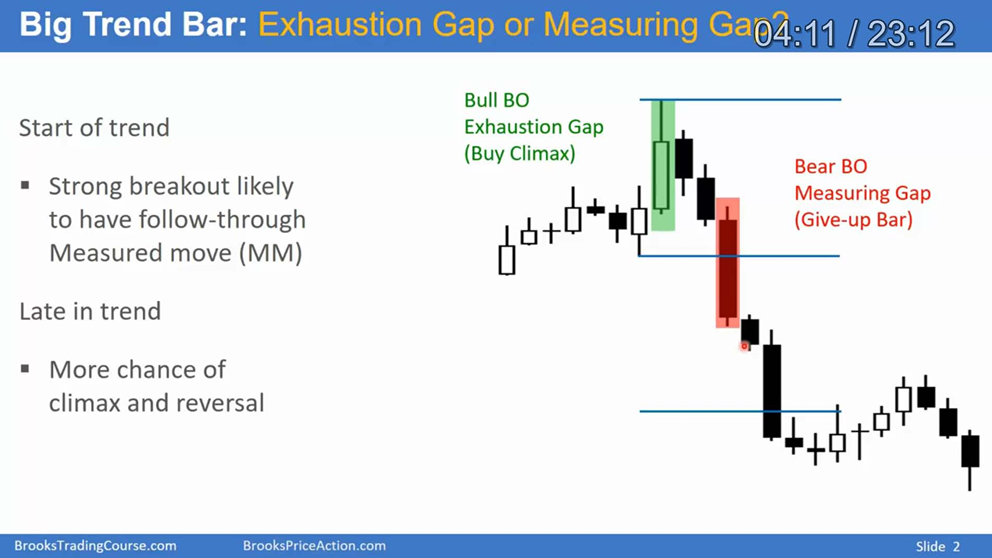 Big Trend Bar: Exhaustion Gap or Measuring Gap?
04:11 / 23:12
Start of trend
▪ Strong breakout likely
to have follow-through
Measured move (MM)
Late in trend
▪ More chance of
climax and reversal
Bull BO
Exhaustion Gap
(Buy Climax)
Bear BO
Measuring Gap
(Give-up Bar)
BrooksTradingCourse.com
BrooksPriceAction.com
Slide 2